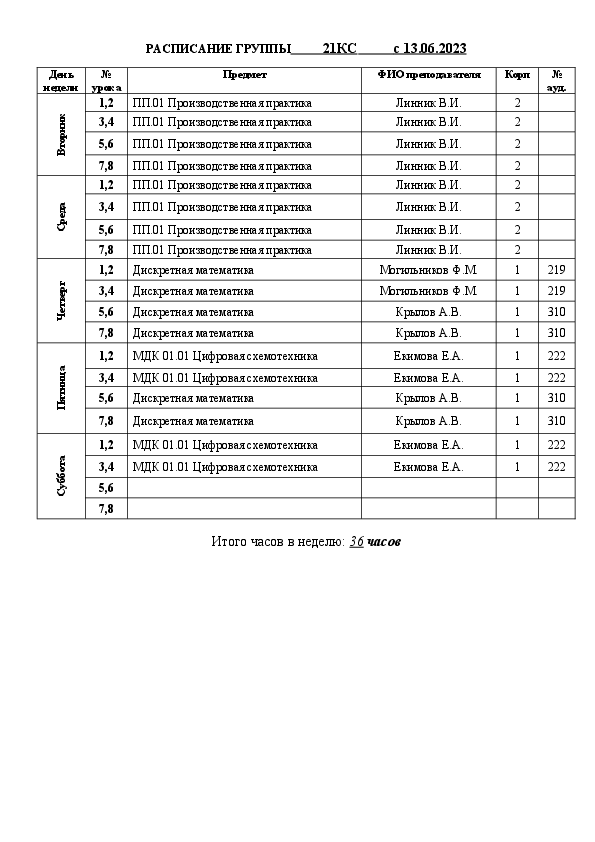 РАСПИСАНИЕ ГРУППЫ 21КС с 13.06.2023
День недели № урока Предмет ФИО преподавателя Корп № ауд.
Вторник
1,2 ПП.01 Производственная практика Линник В.И. 2
3,4 ПП.01 Производственная практика Линник В.И. 2
5,6 ПП.01 Производственная практика Линник В.И. 2
7,8 ПП.01 Производственная практика Линник В.И. 2
Среда
1,2 ПП.01 Производственная практика Линник В.И. 2
3,4 ПП.01 Производственная практика Линник В.И. 2
5,6 ПП.01 Производственная практика Линник В.И. 2
7,8 ПП.01 Производственная практика Линник В.И. 2
Четверг
1,2 Дискретная математика Могильников Ф.М 1 219
3,4 Дискретная математика Могильников Ф.М 1 219
5,6 Дискретная математика Крылов А.В. 1 310
7,8 Дискретная математика Крылов А.В. 1 310
Пятница
1,2 МДК 01.01 Цифровая схемотехника Екимова Е.А. 1 222
3,4 МДК 01.01 Цифровая схемотехника Екимова Е.А. 1 222
5,6 Дискретная математика Крылов А.В. 1 310
7,8 Дискретная математика Крылов А.В. 1 310
Суббота
1,2 МДК 01.01 Цифровая схемотехника Екимова Е.А. 1 222
3,4 МДК 01.01 Цифровая схемотехника Екимова Е.А. 1 222
5,6
7,8
Итого часов в неделю: 36 часов